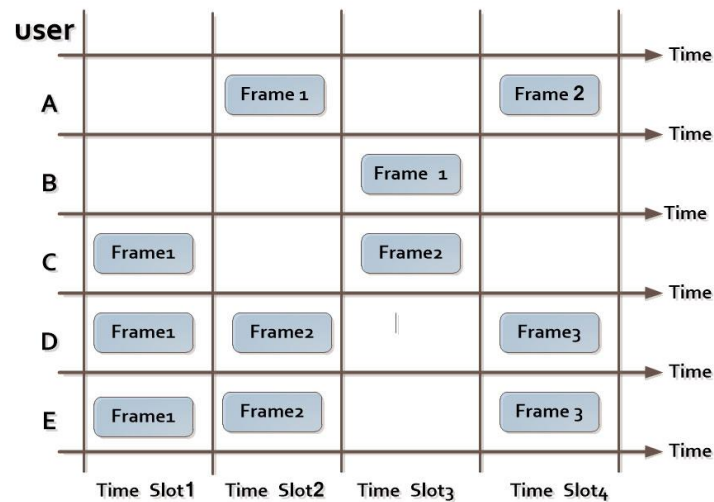 user
Time
A
Frame 1
Frame 2
Time
B
Frame 1
Time
C
Frame1
Frame2
Time
D
Frame1
Frame2
Frame3
Time
E
Frame1
Frame2
Frame 3
Time
Time Slot1
Time Slot2
Time Slot3
Time Slot4